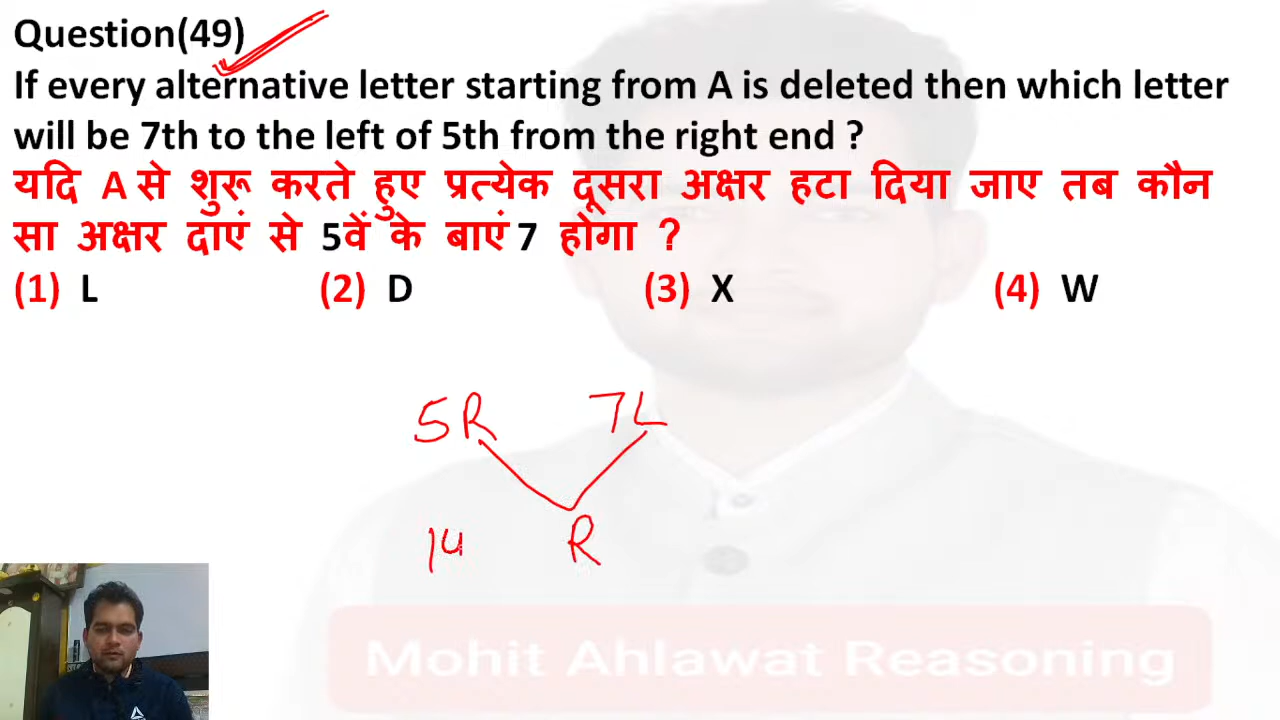 Question(49)
If every alternative letter starting from A is deleted then which letter
will be 7th to the left of 5th from the right end ?
यदि A से शुरू करते हुए प्रत्येक दूसरा अक्षर हटा दिया जाए तब कौन
सा अक्षर दाएं से 5वें के बाएं 7 होगा ?
(1) L (2) D (3) X (4) W
5R 7L
14 R
Mohit Ahlawat Reasoning